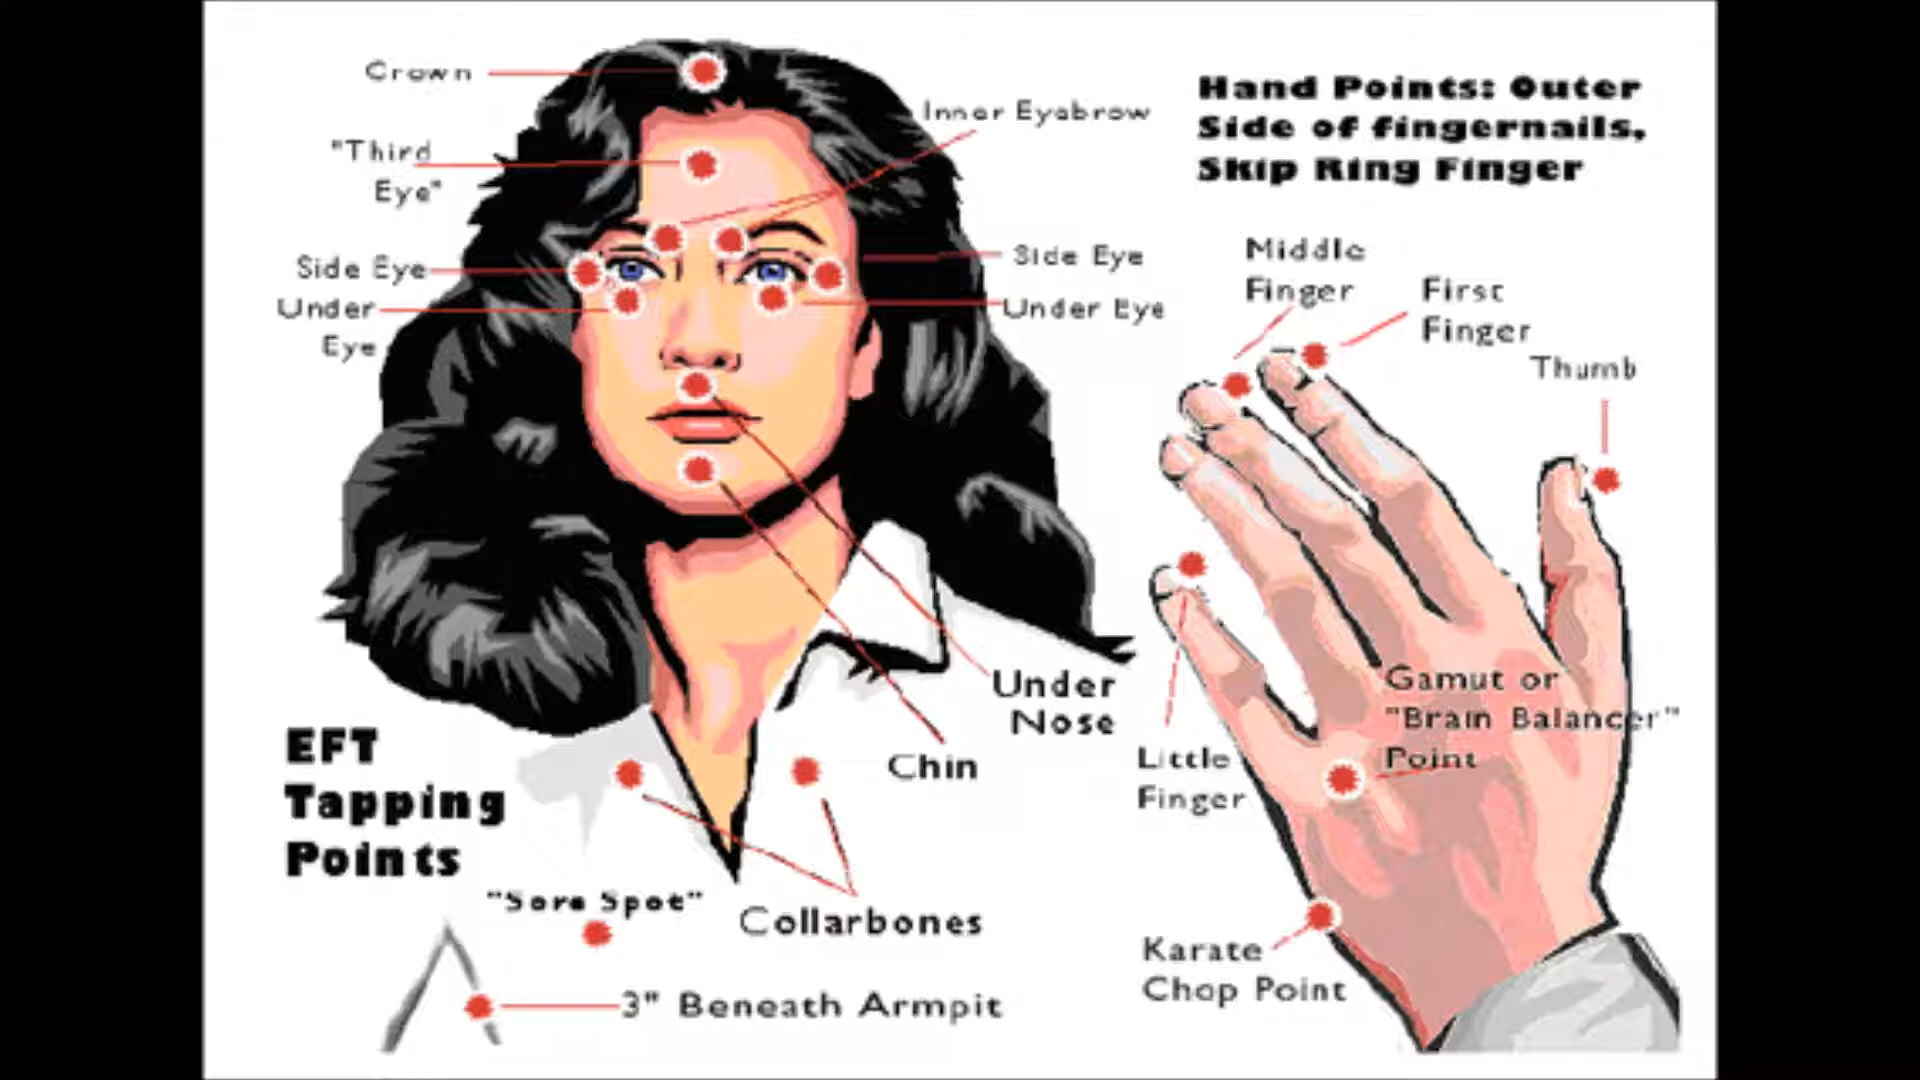 Crown
"Third
Eye"
Side Eye
Under
Eye
Inner Eyebrow
Side Eye
Under Eye
Under
Nose
Chin
Collarbones
EFT
Tapping
Points
"Sore Spot"
3" Beneath Armpit
Hand Points: Outer
Side of fingernails,
Skip Ring Finger
Middle
Finger
First
Finger
Thumb
Gamut or
"Brain Balancer"
Point
Little
Finger
Karate
Chop Point